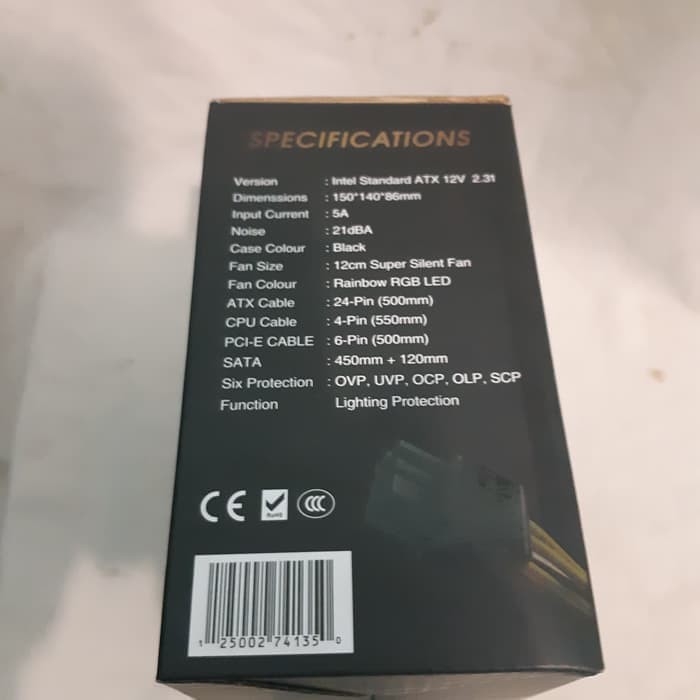 SPECIFICATIONS
Version : Intel Standard ATX 12V 2.31
Dimenssions : 150*140*86mm
Input Current : 5A
Noise : 21dBA
Case Colour : Black
Fan Size : 12cm Super Silent Fan
Fan Colour : Rainbow RGB LED
ATX Cable : 24-Pin (500mm)
CPU Cable : 4-Pin (550mm)
PCI-E CABLE : 6-Pin (500mm)
SATA : 450mm + 120mm
Six Protection : OVP, UVP, OCP, OLP, SCP
Function Lighting Protection
CE RoHS CCC
1 25002 74135 0